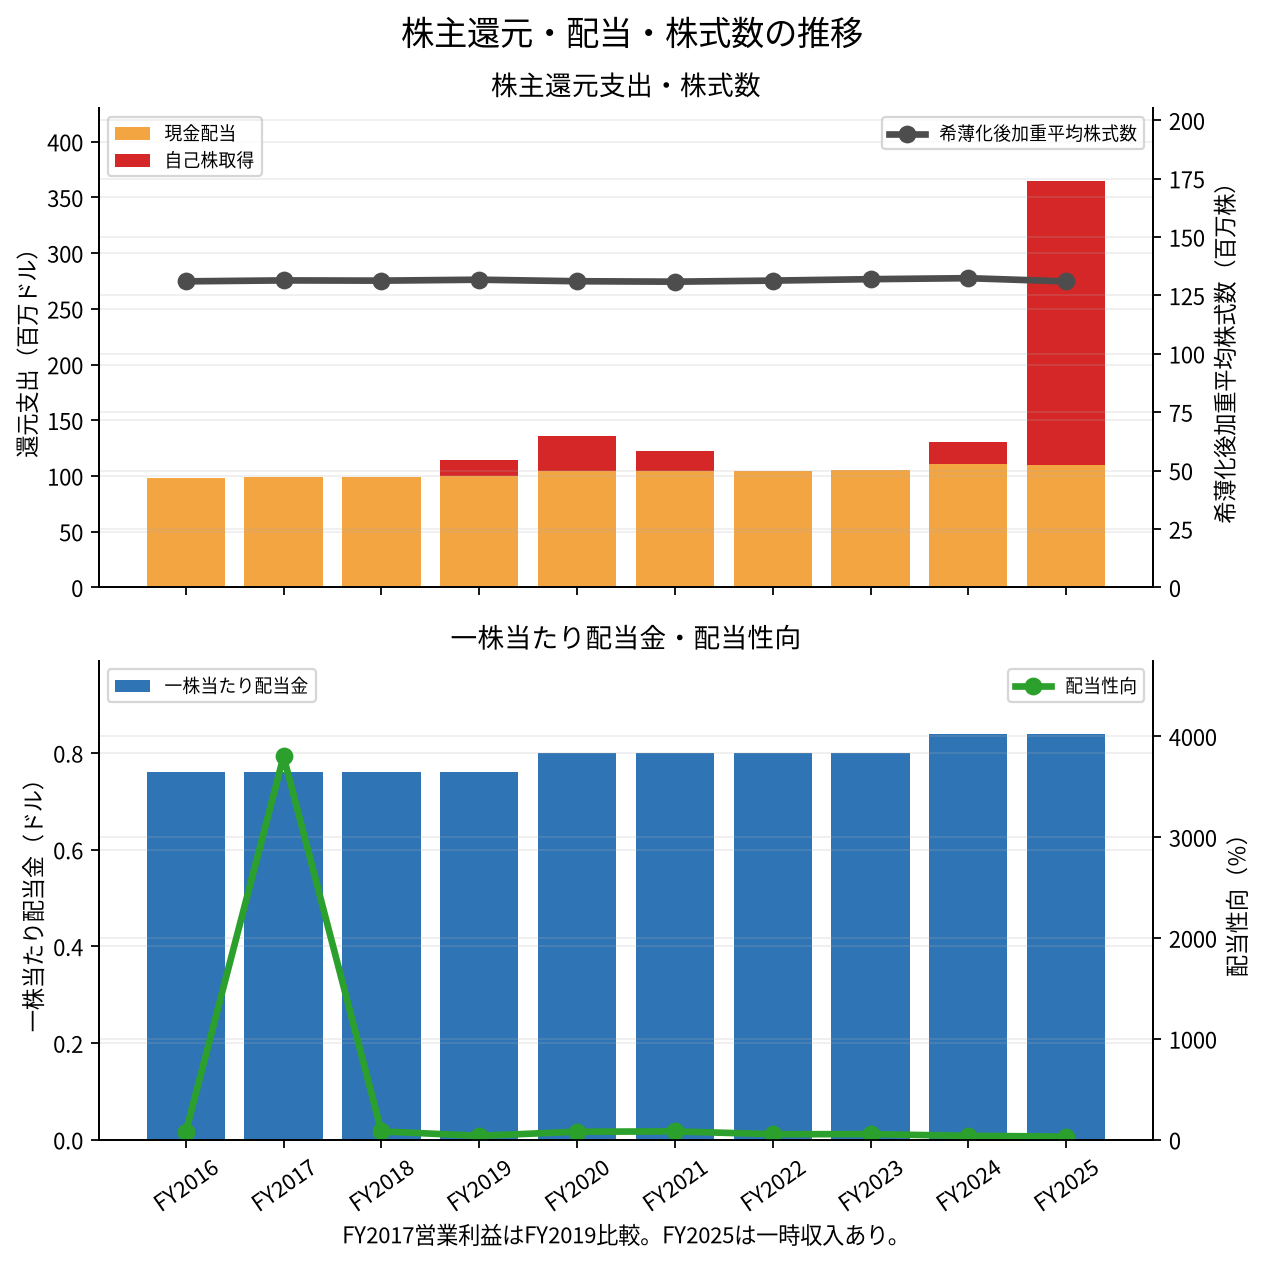 株主還元・配当・株式数の推移
株主還元支出・株式数
現金配当
自己株取得
希薄化後加重平均株式数
400
350
300
250
200
150
100
50
0
還元支出（百万ドル）
200
175
150
125
100
75
50
25
0
希薄化後加重平均株式数（百万株）
一株当たり配当金・配当性向
一株当たり配当金
配当性向
0.8
0.6
0.4
0.2
0.0
一株当たり配当金（ドル）
4000
3000
2000
1000
0
配当性向（%）
FY2016
FY2017
FY2018
FY2019
FY2020
FY2021
FY2022
FY2023
FY2024
FY2025
FY2017営業利益はFY2019比較。FY2025は一時収入あり。